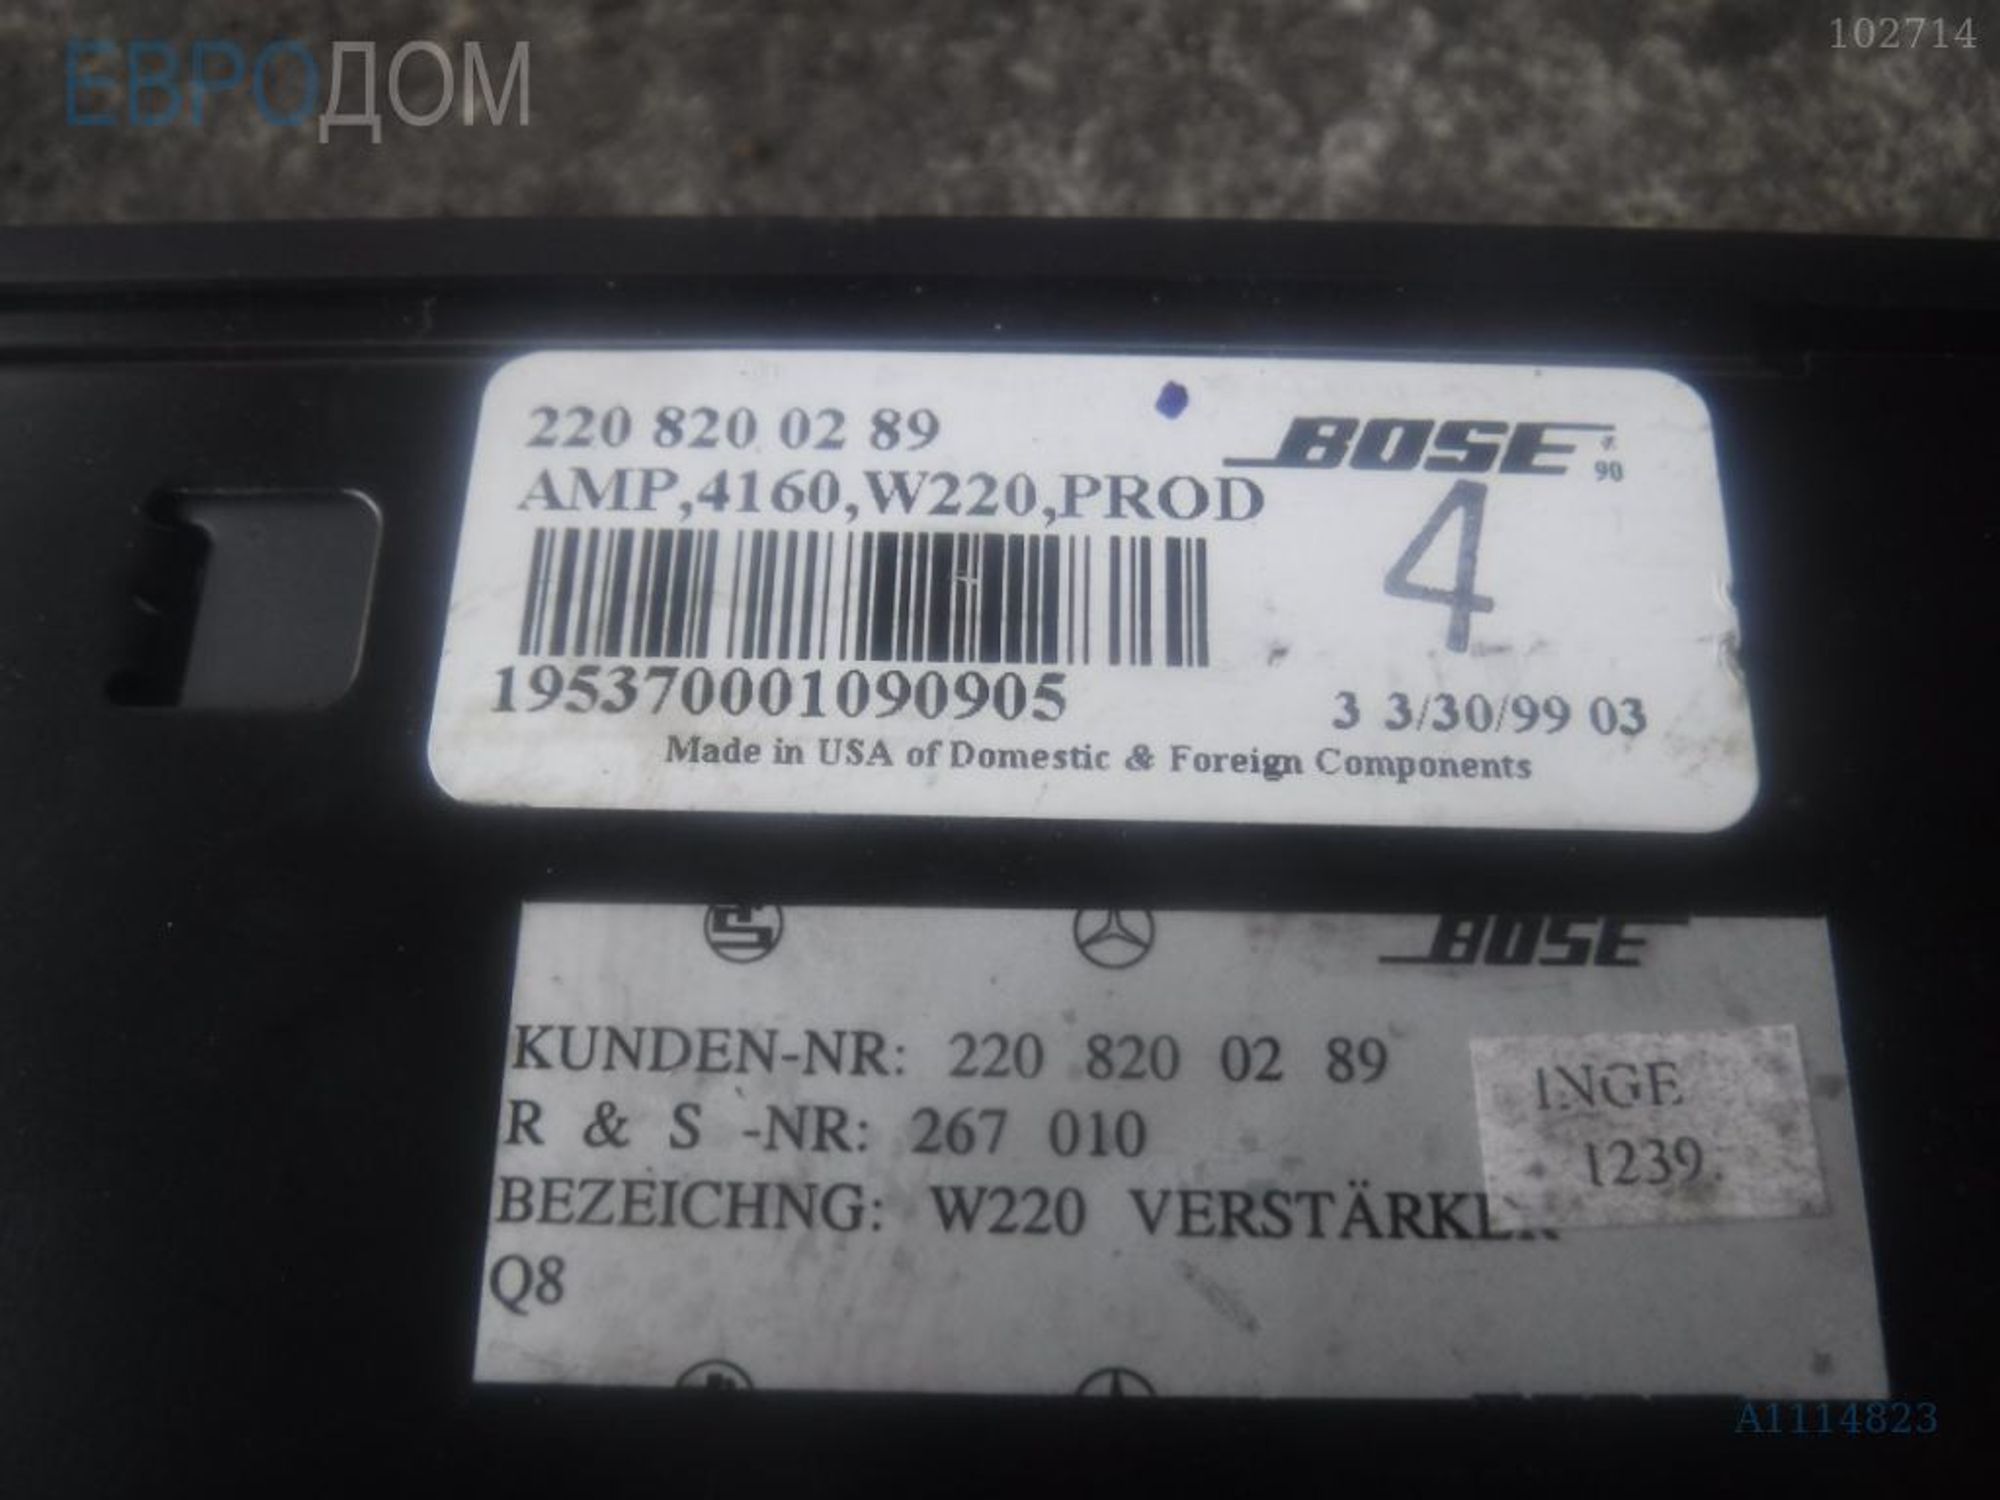 ЕВРОДОМ
102714
220 820 02 89
BOSE
90
AMP,4160,W220,PROD
4
195370001090905
3 3/30/99 03
Made in USA of Domestic & Foreign Components
BOSE
KUNDEN-NR: 220 820 02 89
INGE
R & S -NR: 267 010
1239
BEZEICHNG: W220 VERSTÄRKER
Q8
A1114823